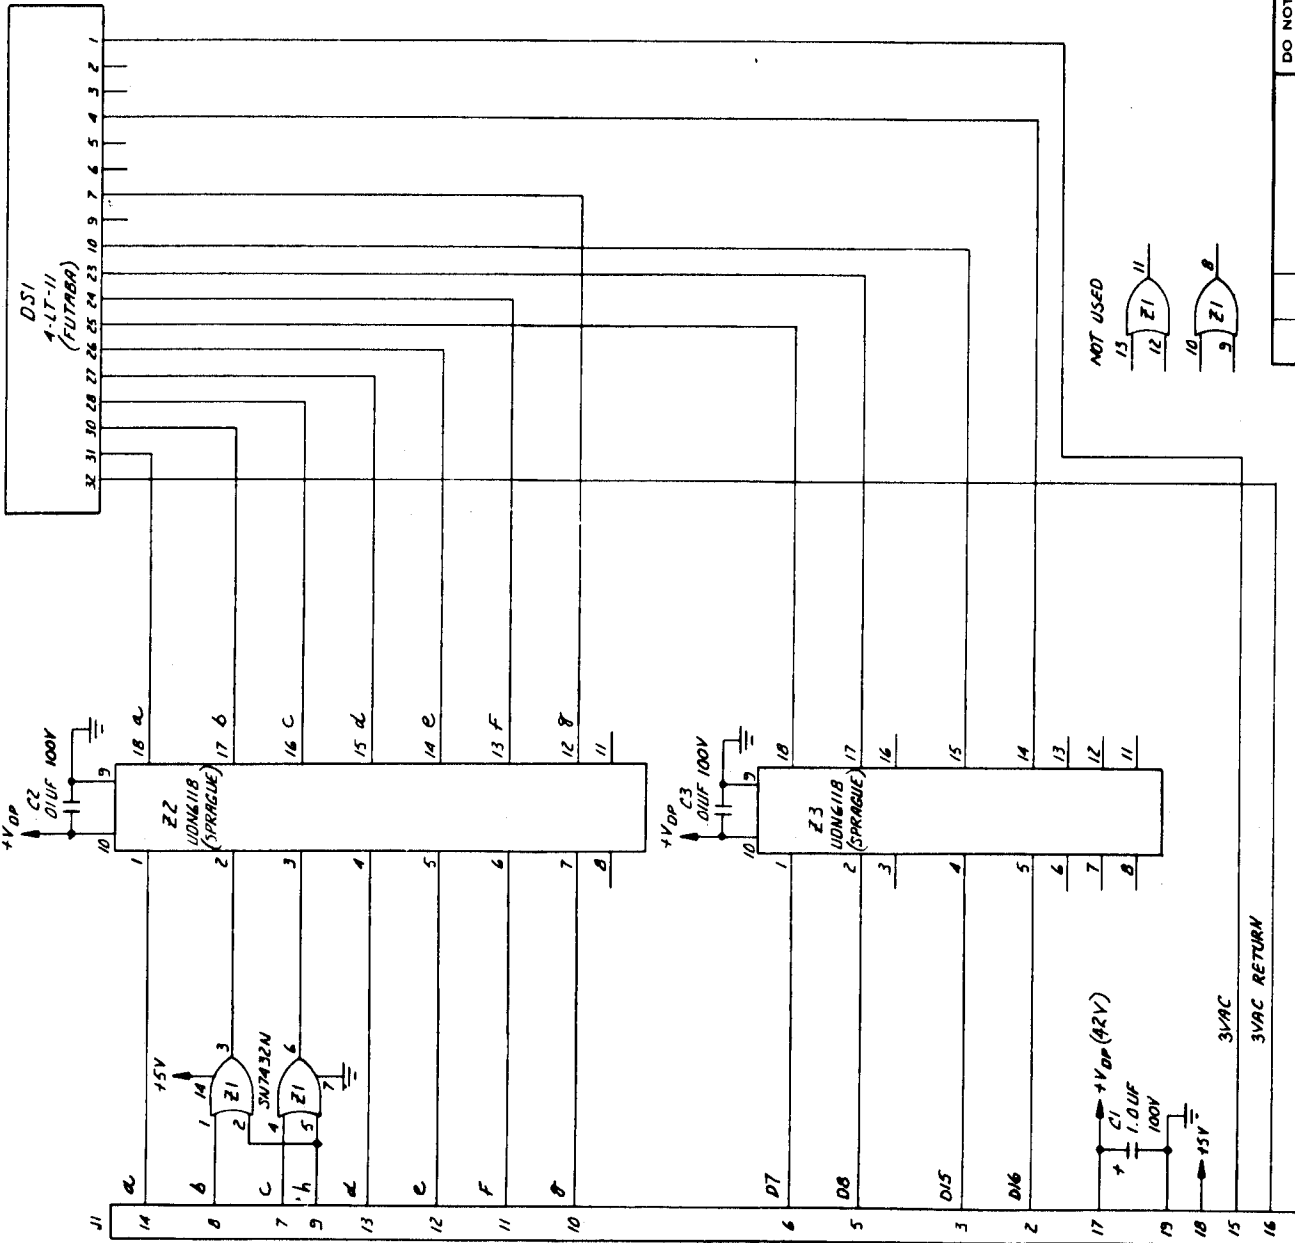 DS1
4-LT-11
(FUTABA)
32 31 30 28 27 26 25 24 23 10 9 7 6 5 4 3 2 1
+VDP
C2
.01UF 100V
10 9
Z2
UDN6118
(SPRAGUE)
1 18 a
2 17 b
3 16 c
4 15 d
5 14 e
6 13 f
7 12 g
8 11
+VDP
C3
.01UF 100V
10 9
Z3
UDN6118
(SPRAGUE)
1 18
2 17
3 16
4 15
5 14
6 13
7 12
8 11
+5V
14
1
2
Z1
3
SN7432N
4
5
Z1
6
7
NOT USED
13
12
Z1
11
10
9
Z1
8
J1
14 a
8 b
7 c
9 h
13 d
12 e
11 f
10 g
6 D7
5 D8
3 D15
2 D16
17
+VDP (42V)
+
C1
1.0UF
100V
19
18
+5V
15 3VAC
16 3VAC RETURN
DO NOT